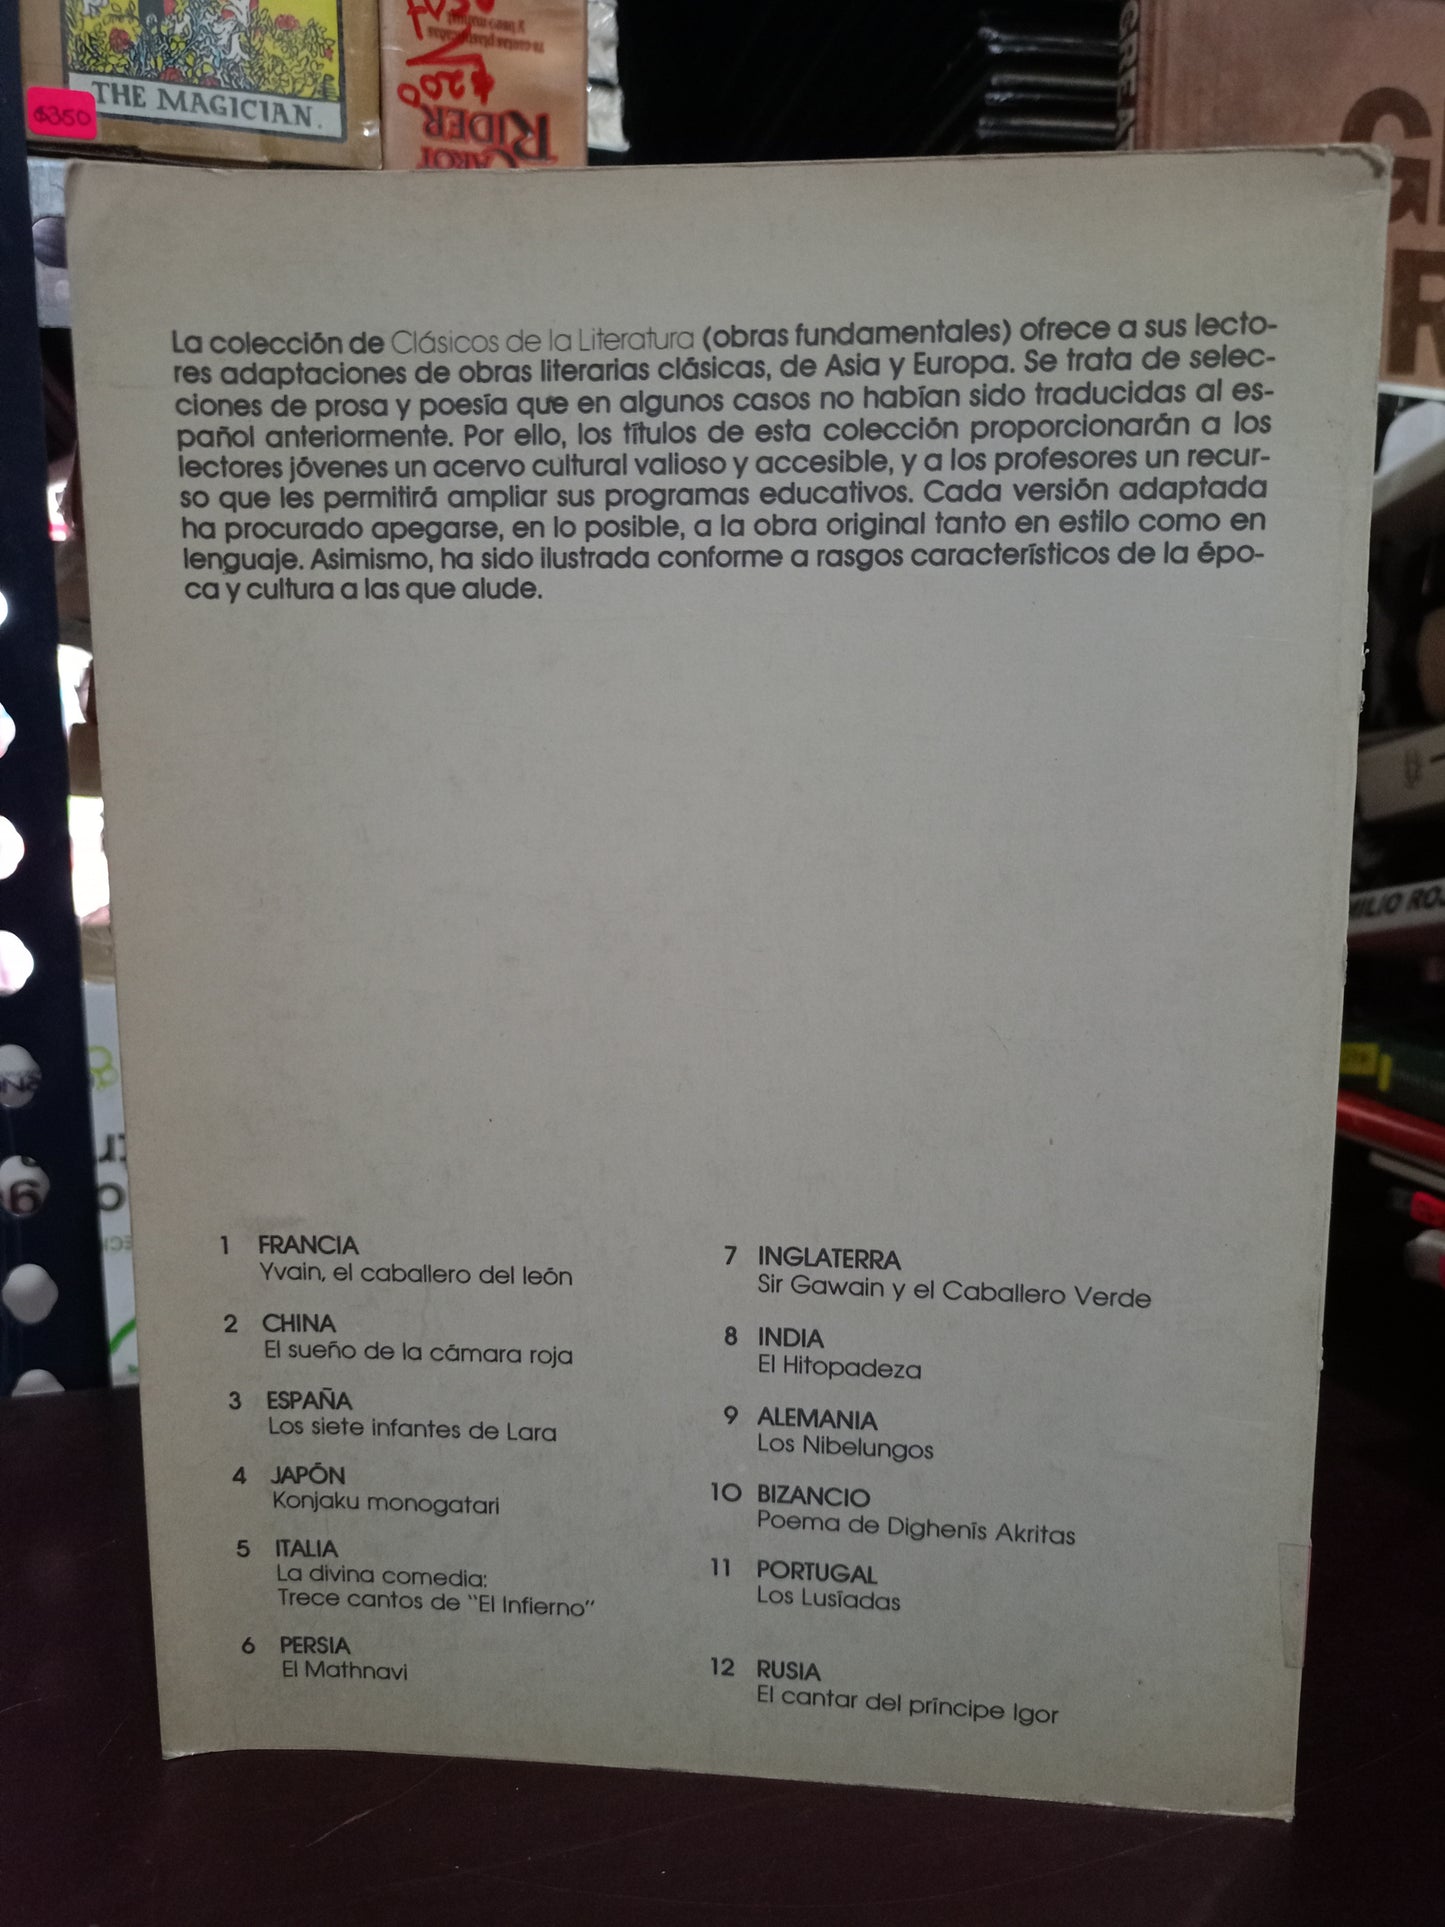 THE MAGICIAN.
$350
$200
RIDER
TAROT
GREA
La colección de Clásicos de la Literatura (obras fundamentales) ofrece a sus lecto-
res adaptaciones de obras literarias clásicas, de Asia y Europa. Se trata de selec-
ciones de prosa y poesía que en algunos casos no habían sido traducidas al es-
pañol anteriormente. Por ello, los títulos de esta colección proporcionarán a los
lectores jóvenes un acervo cultural valioso y accesible, y a los profesores un recur-
so que les permitirá ampliar sus programas educativos. Cada versión adaptada
ha procurado apegarse, en lo posible, a la obra original tanto en estilo como en
lenguaje. Asimismo, ha sido ilustrada conforme a rasgos característicos de la épo-
ca y cultura a las que alude.
MILIO ROJ
1 FRANCIA
Yvain, el caballero del león
2 CHINA
El sueño de la cámara roja
3 ESPAÑA
Los siete infantes de Lara
4 JAPÓN
Konjaku monogatari
5 ITALIA
La divina comedia:
Trece cantos de "El Infierno"
6 PERSIA
El Mathnavi
7 INGLATERRA
Sir Gawain y el Caballero Verde
8 INDIA
El Hitopadeza
9 ALEMANIA
Los Nibelungos
10 BIZANCIO
Poema de Dighenís Akritas
11 PORTUGAL
Los Lusíadas
12 RUSIA
El cantar del príncipe Igor